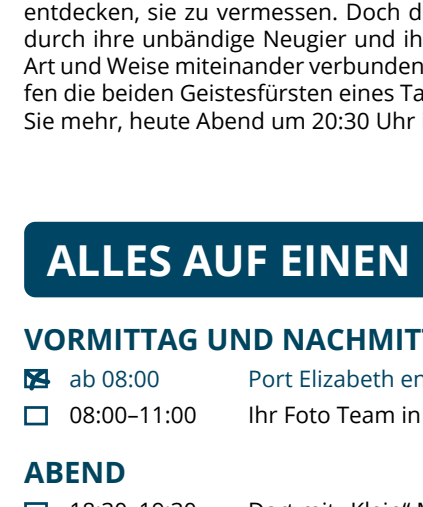 entdecken, sie zu vermessen. Doch d
durch ihre unbändige Neugier und ih
Art und Weise miteinander verbunden
fen die beiden Geistesfürsten eines Ta
Sie mehr, heute Abend um 20:30 Uhr
ALLES AUF EINEN
VORMITTAG UND NACHMITT
ab 08:00 Port Elizabeth en
08:00–11:00 Ihr Foto Team in
ABEND